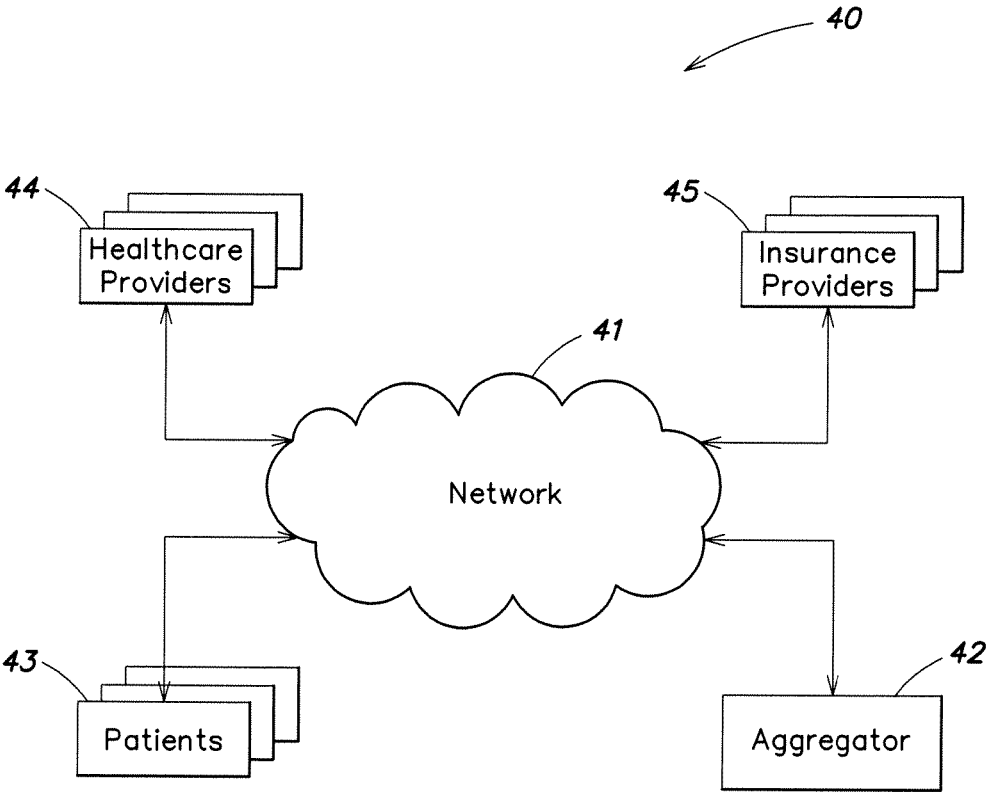 40
44
Healthcare
Providers
45
Insurance
Providers
41
Network
43
Patients
42
Aggregator